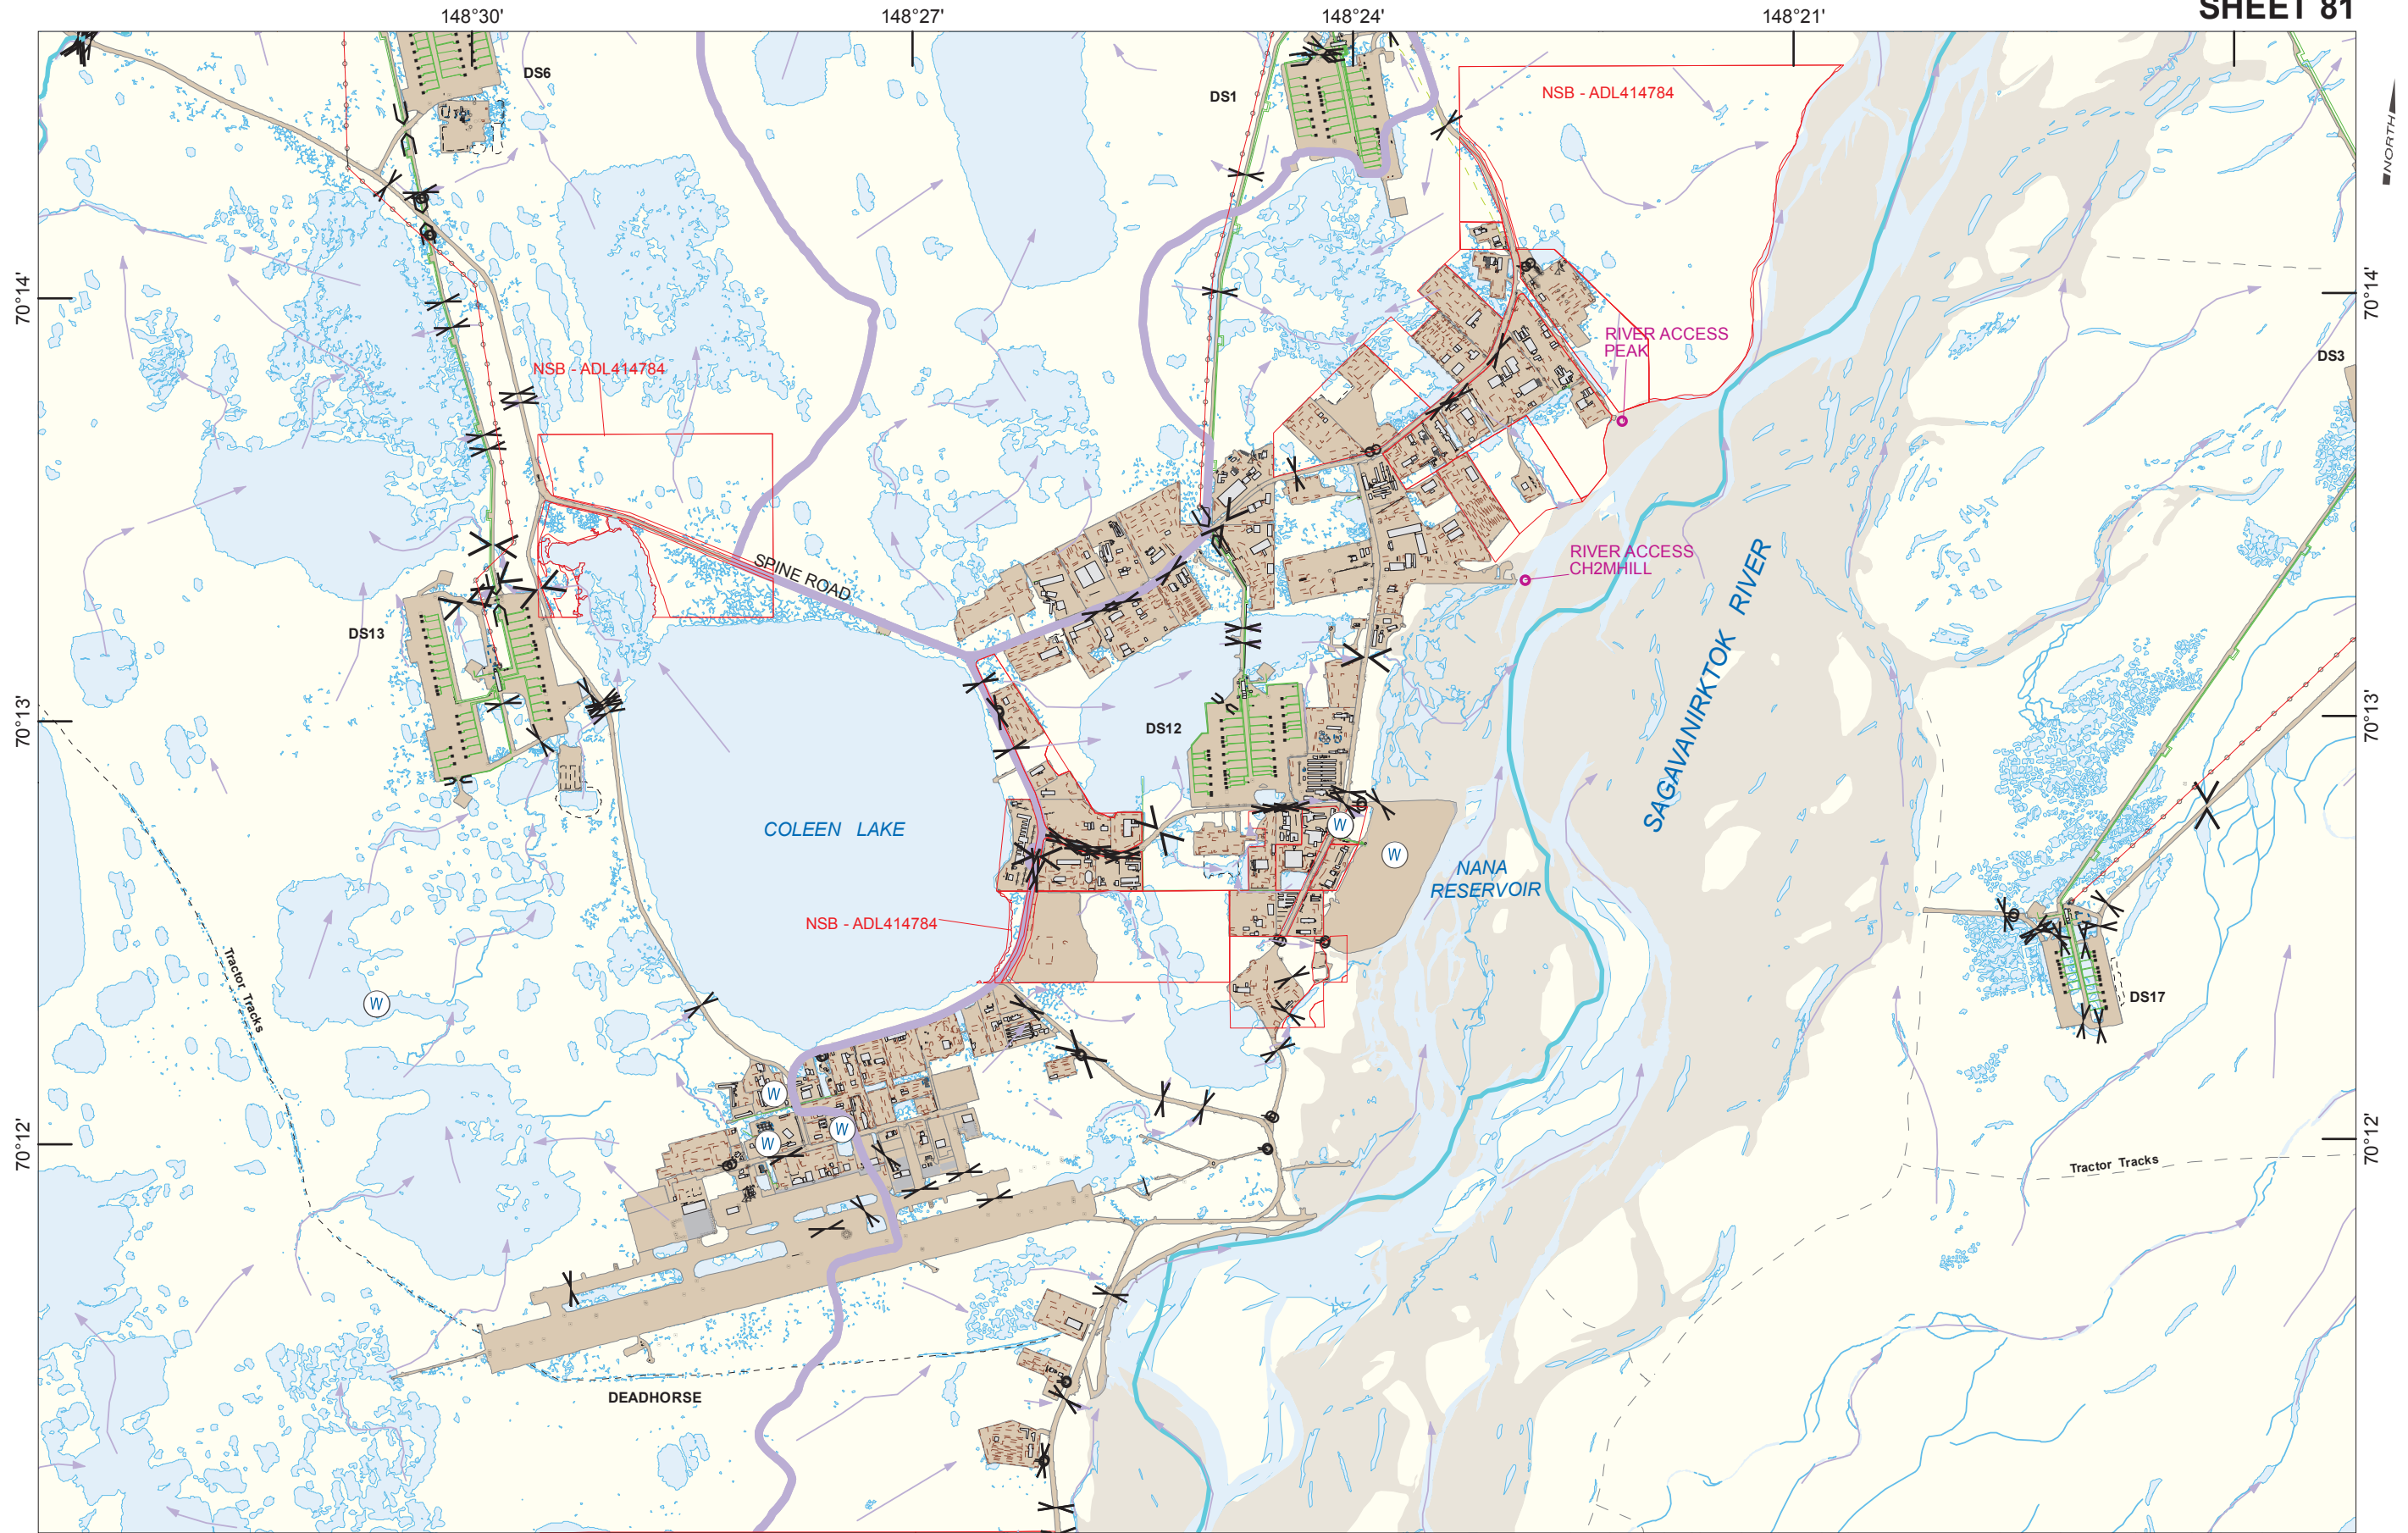 SHEET 81
148°30'
148°27'
148°24'
148°21'
NORTH
DS6
DS1
NSB - ADL414784
70°14'
70°14'
RIVER ACCESS
PEAK
DS3
NSB - ADL414784
SPINE ROAD
RIVER ACCESS
CH2MHILL
SAGAVANIRKTOK RIVER
DS13
70°13'
DS12
70°13'
COLEEN LAKE
W
W
NANA
RESERVOIR
NSB - ADL414784
Tractor Tracks
W
DS17
W
W
W
70°12'
70°12'
Tractor Tracks
DEADHORSE